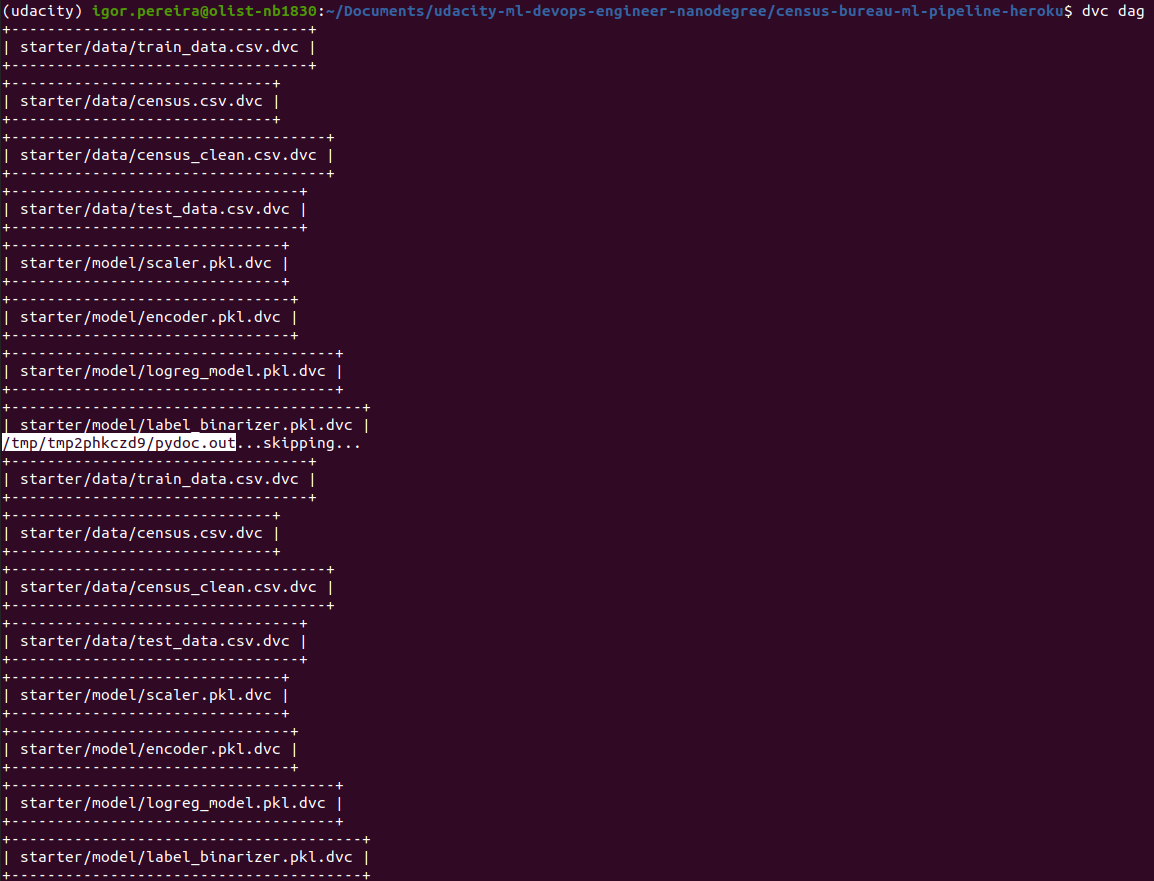 (udacity) igor.pereira@olist-nb1830:~/Documents/udacity-ml-devops-engineer-nanodegree/census-bureau-ml-pipeline-heroku$ dvc dag
+---------------------------------+
| starter/data/train_data.csv.dvc |
+---------------------------------+
+-----------------------------+
| starter/data/census.csv.dvc |
+-----------------------------+
+-----------------------------------+
| starter/data/census_clean.csv.dvc |
+-----------------------------------+
+--------------------------------+
| starter/data/test_data.csv.dvc |
+--------------------------------+
+------------------------------+
| starter/model/scaler.pkl.dvc |
+------------------------------+
+-------------------------------+
| starter/model/encoder.pkl.dvc |
+-------------------------------+
+------------------------------------+
| starter/model/logreg_model.pkl.dvc |
+------------------------------------+
+---------------------------------------+
| starter/model/label_binarizer.pkl.dvc |
/tmp/tmp2phkczd9/pydoc.out...skipping...
+---------------------------------+
| starter/data/train_data.csv.dvc |
+---------------------------------+
+-----------------------------+
| starter/data/census.csv.dvc |
+-----------------------------+
+-----------------------------------+
| starter/data/census_clean.csv.dvc |
+-----------------------------------+
+--------------------------------+
| starter/data/test_data.csv.dvc |
+--------------------------------+
+------------------------------+
| starter/model/scaler.pkl.dvc |
+------------------------------+
+-------------------------------+
| starter/model/encoder.pkl.dvc |
+-------------------------------+
+------------------------------------+
| starter/model/logreg_model.pkl.dvc |
+------------------------------------+
+---------------------------------------+
| starter/model/label_binarizer.pkl.dvc |
+---------------------------------------+